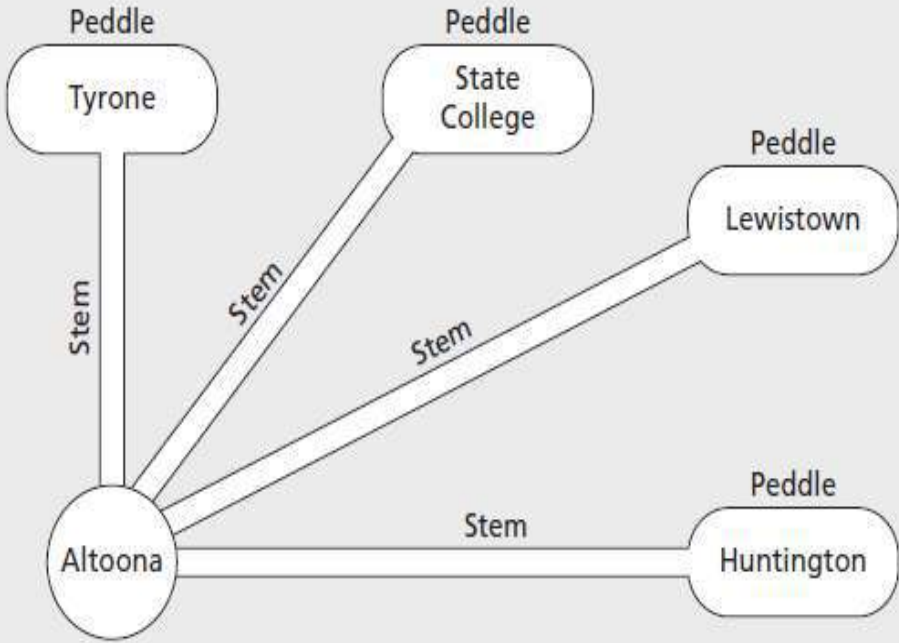 Peddle
Tyrone
Peddle
State
College
Peddle
Lewistown
Stem
Stem
Stem
Peddle
Huntington
Stem
Altoona